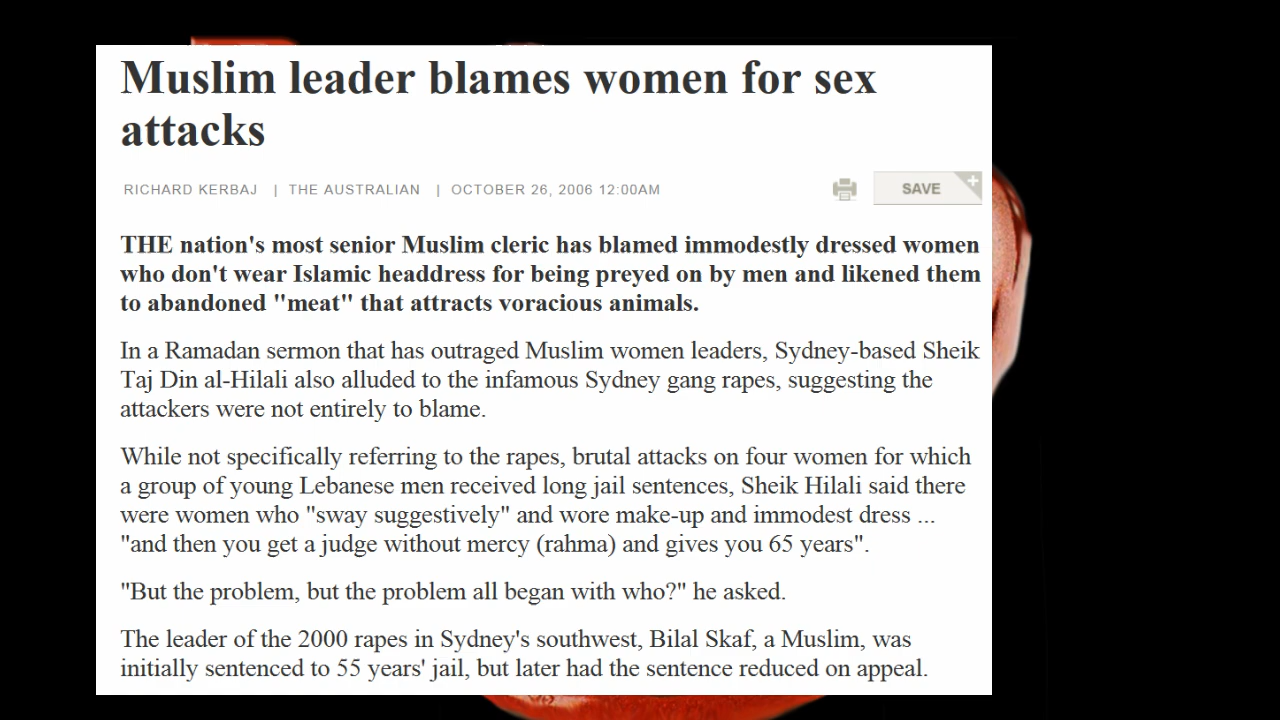 Muslim leader blames women for sex
attacks
RICHARD KERBAJ | THE AUSTRALIAN | OCTOBER 26, 2006 12:00AM
SAVE
THE nation's most senior Muslim cleric has blamed immodestly dressed women
who don't wear Islamic headdress for being preyed on by men and likened them
to abandoned "meat" that attracts voracious animals.
In a Ramadan sermon that has outraged Muslim women leaders, Sydney-based Sheik
Taj Din al-Hilali also alluded to the infamous Sydney gang rapes, suggesting the
attackers were not entirely to blame.
While not specifically referring to the rapes, brutal attacks on four women for which
a group of young Lebanese men received long jail sentences, Sheik Hilali said there
were women who "sway suggestively" and wore make-up and immodest dress ...
"and then you get a judge without mercy (rahma) and gives you 65 years".
"But the problem, but the problem all began with who?" he asked.
The leader of the 2000 rapes in Sydney's southwest, Bilal Skaf, a Muslim, was
initially sentenced to 55 years' jail, but later had the sentence reduced on appeal.